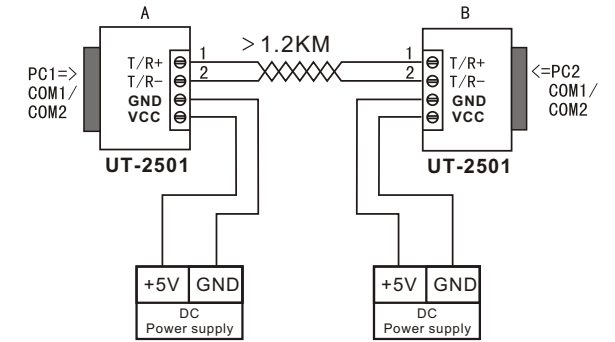 A
B
>1.2KM
PC1=>
COM1/
COM2
T/R+
T/R-
GND
VCC
1
2
1
2
T/R+
T/R-
GND
VCC
<=PC2
COM1/
COM2
UT-2501
UT-2501
+5V GND
DC
Power supply
+5V GND
DC
Power supply